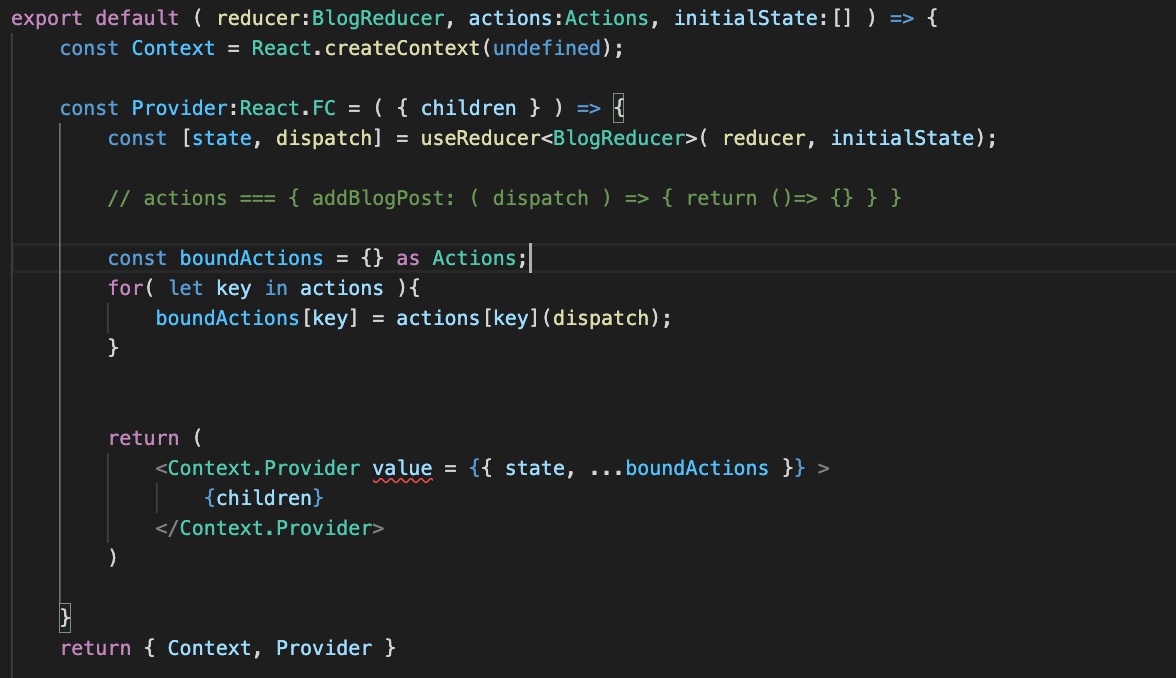 export default ( reducer:BlogReducer, actions:Actions, initialState:[] ) => {
    const Context = React.createContext(undefined);
    const Provider:React.FC = ( { children } ) => {
        const [state, dispatch] = useReducer<BlogReducer>( reducer, initialState);
        // actions === { addBlogPost: ( dispatch ) => { return ()=> {} } }
        const boundActions = {} as Actions;
        for( let key in actions ){
            boundActions[key] = actions[key](dispatch);
        }
        return (
            <Context.Provider value = {{ state, ...boundActions }} >
                {children}
            </Context.Provider>
        )
    }
    return { Context, Provider }